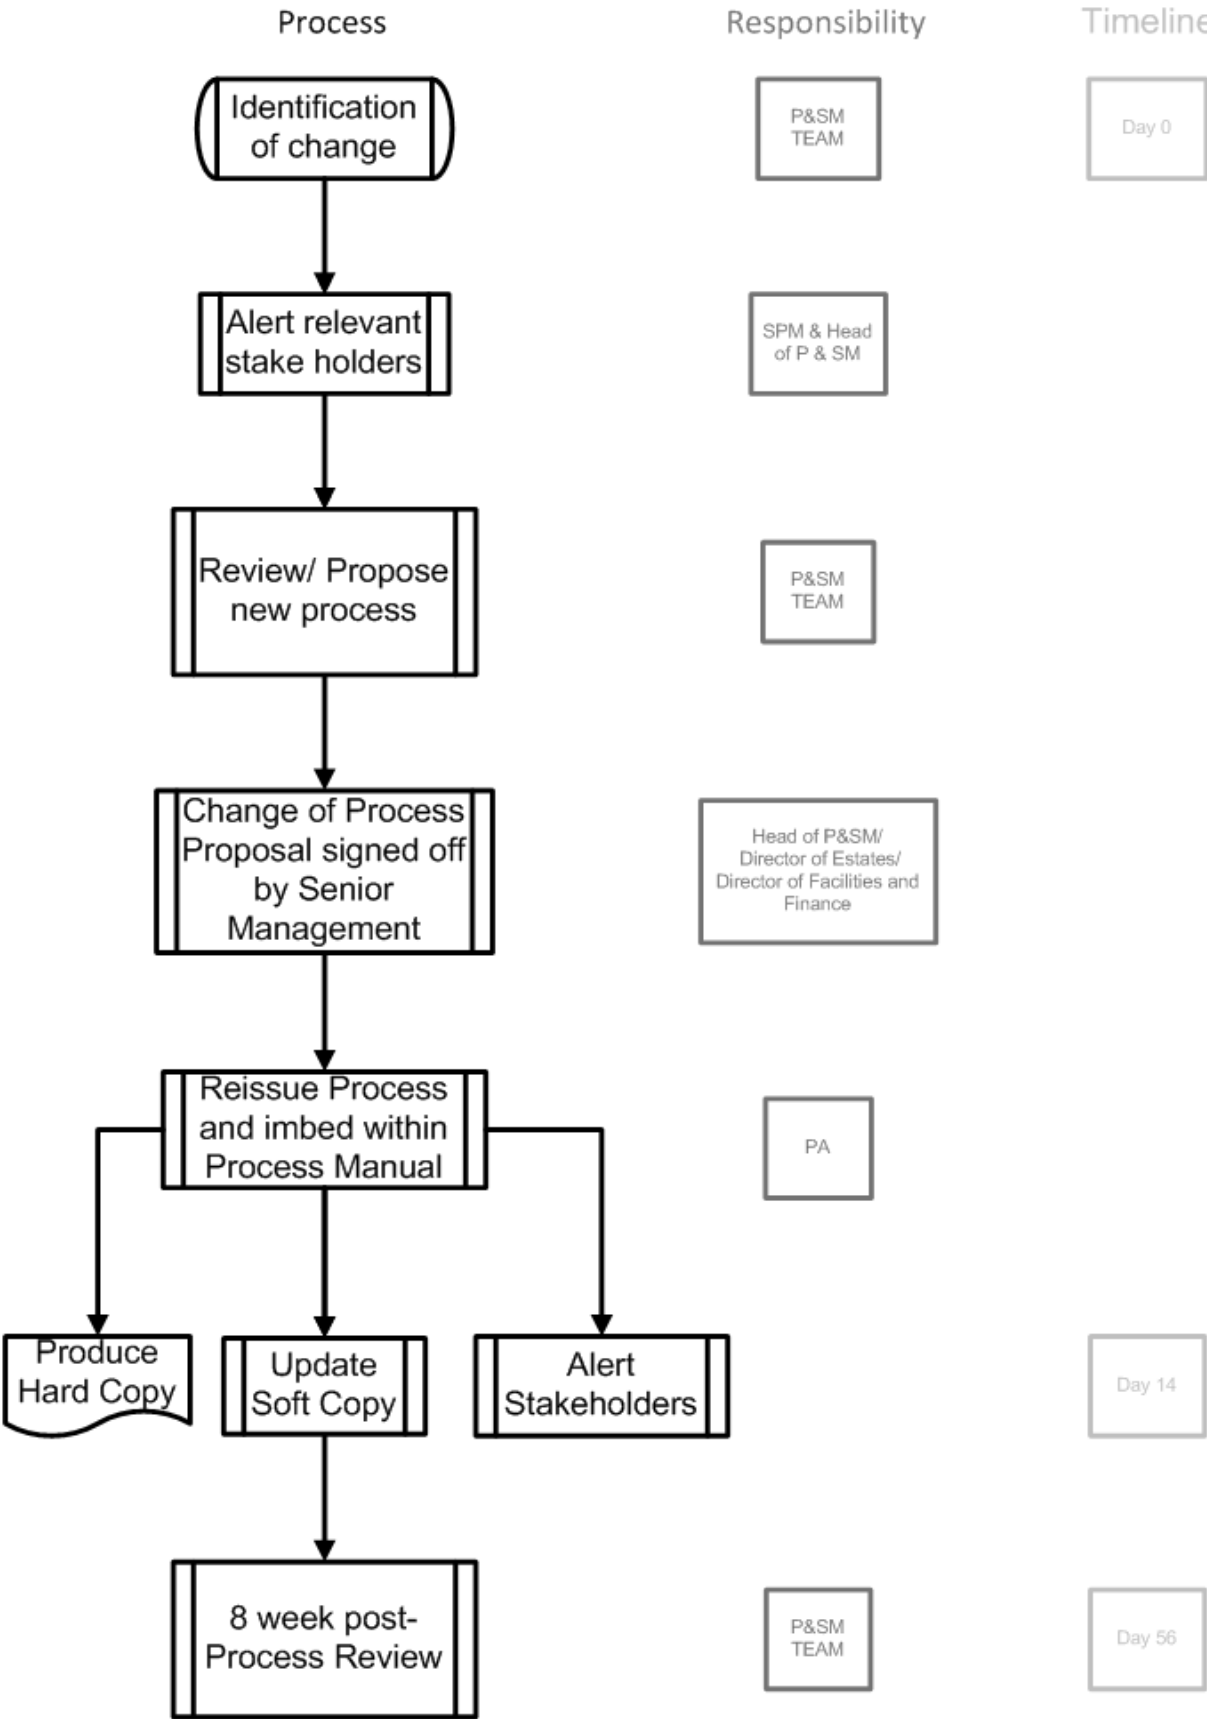 Process
Responsibility
Timeline
Identification
of change
P&SM
TEAM
Day 0
Alert relevant
stake holders
SPM & Head
of P & SM
Review/ Propose
new process
P&SM
TEAM
Change of Process
Proposal signed off
by Senior
Management
Head of P&SM/
Director of Estates/
Director of Facilities and
Finance
Reissue Process
and imbed within
Process Manual
PA
Produce
Hard Copy
Update
Soft Copy
Alert
Stakeholders
Day 14
8 week post-
Process Review
P&SM
TEAM
Day 56